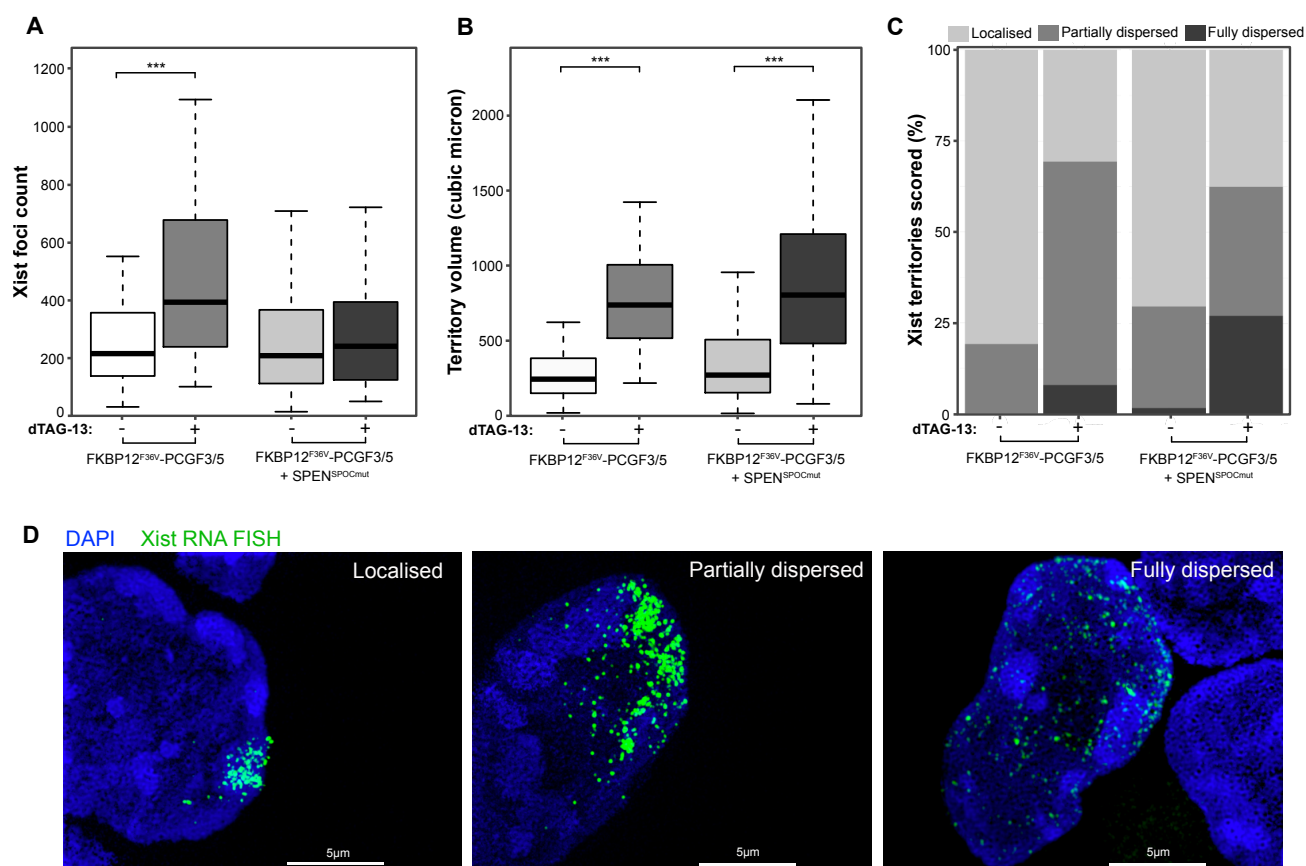 A
Xist foci count
1200
1000
800
600
400
200
0
***
dTAG-13: - + - +
FKBP12F36V-PCGF3/5
FKBP12F36V-PCGF3/5
+ SPENSPOCmut
B
Territory volume (cubic micron)
2000
1500
1000
500
0
*** ***
- + - +
FKBP12F36V-PCGF3/5
FKBP12F36V-PCGF3/5
+ SPENSPOCmut
C
Localised Partially dispersed Fully dispersed
Xist territories scored (%)
100
75
50
25
0
dTAG-13: - + - +
FKBP12F36V-PCGF3/5
FKBP12F36V-PCGF3/5
+ SPENSPOCmut
D
DAPI Xist RNA FISH
Localised
5µm
Partially dispersed
5µm
Fully dispersed
5µm